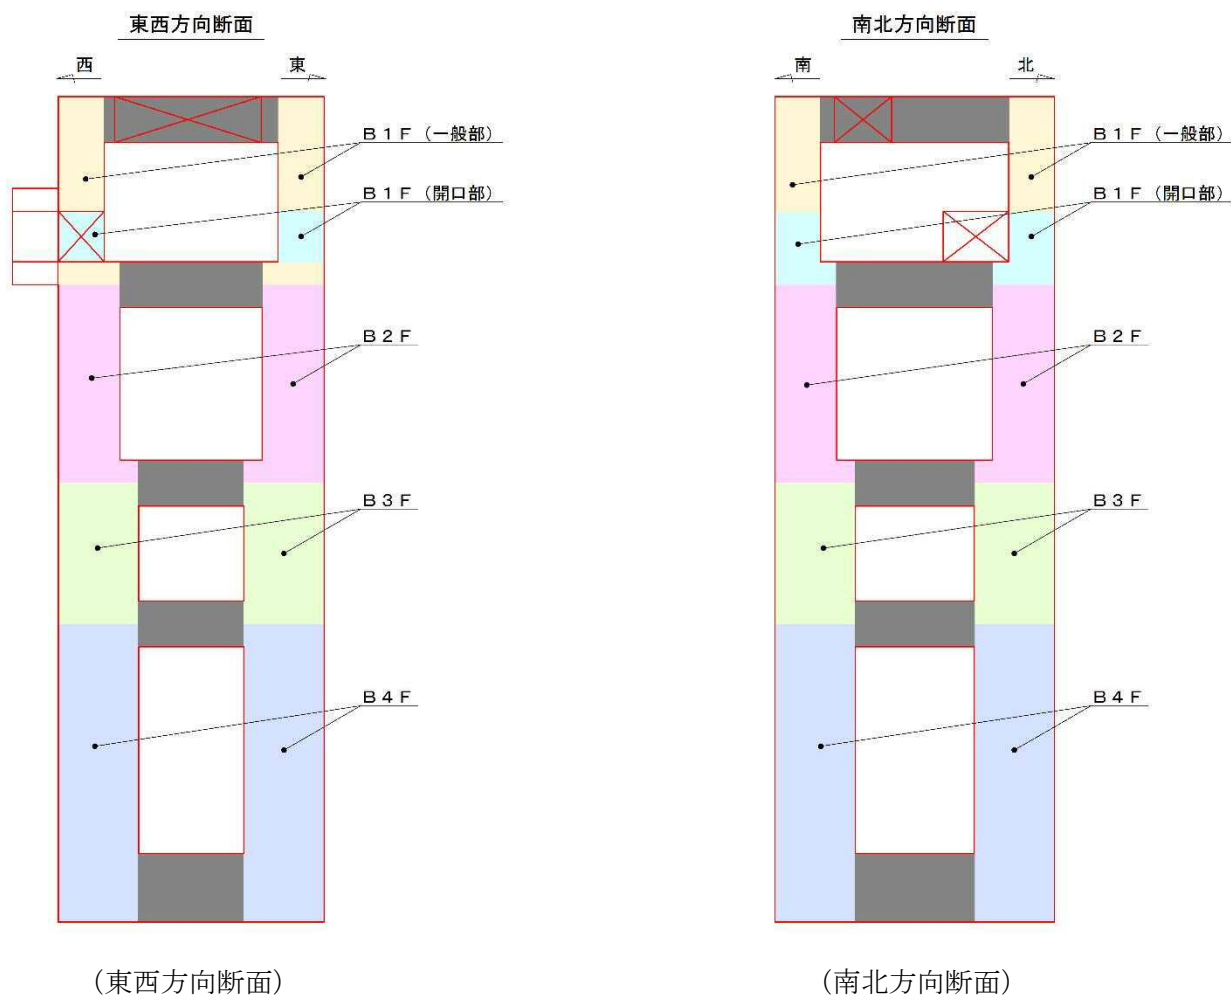 東西方向断面
南北方向断面
西
東
南
北
B1F(一般部)
B1F(一般部)
B1F(開口部)
B1F(開口部)
B2F
B2F
B3F
B3F
B4F
B4F
(東西方向断面)
(南北方向断面)